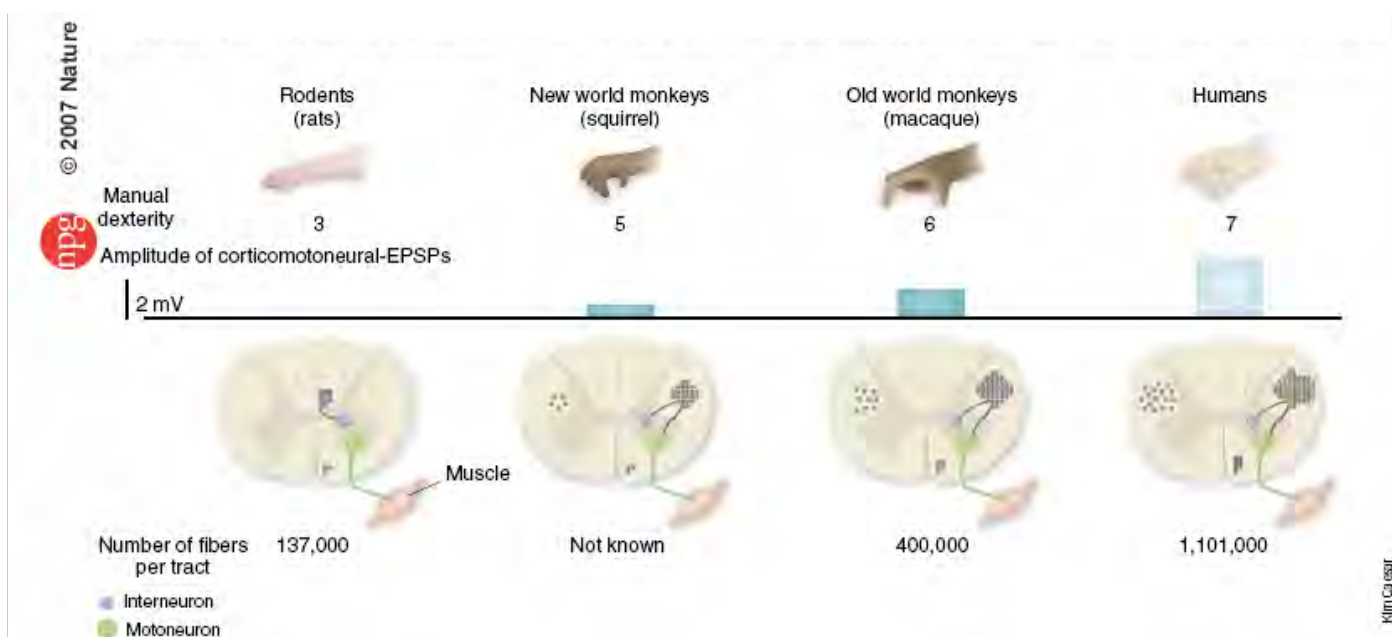 © 2007 Nature
npg
Rodents
(rats)
New world monkeys
(squirrel)
Old world monkeys
(macaque)
Humans
Manual
dexterity
3
5
6
7
Amplitude of corticomotoneural-EPSPs
2 mV
Muscle
Number of fibers
per tract
137,000
Not known
400,000
1,101,000
Interneuron
Motoneuron
Kim Caesar